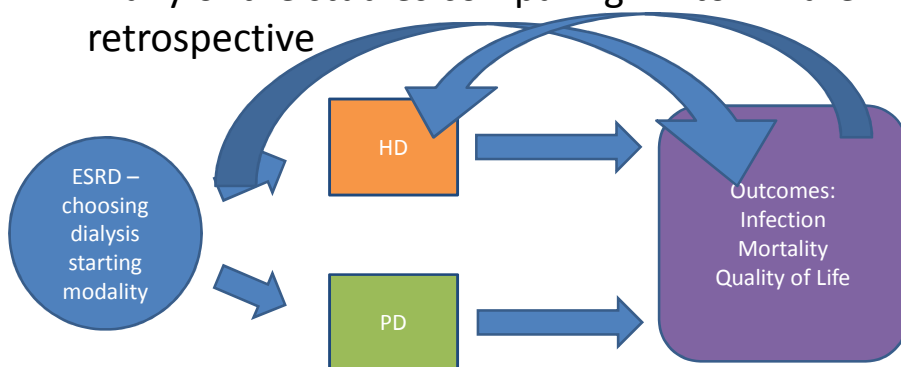 retrospective
HD
ESRD –
choosing
dialysis
starting
modality
Outcomes:
Infection
Mortality
Quality of Life
PD